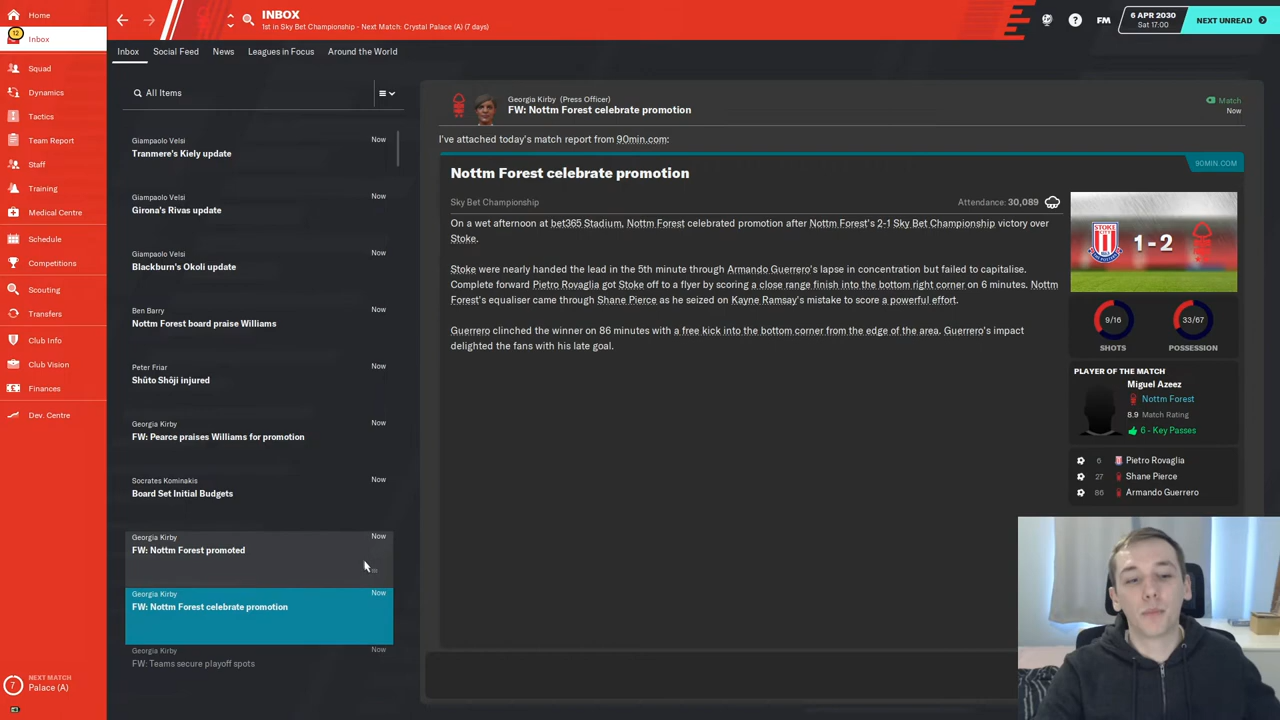 Home
12
Inbox
Squad
Dynamics
Tactics
Team Report
Staff
Training
Medical Centre
Schedule
Competitions
Scouting
Transfers
Club Info
Club Vision
Finances
Dev. Centre
7
NEXT MATCH
Palace (A)
INBOX
1st in Sky Bet Championship - Next Match: Crystal Palace (A) (7 days)
?
FM
6 APR 2030
Sat 17:00
NEXT UNREAD
Inbox
Social Feed
News
Leagues in Focus
Around the World
All Items
Giampaolo Velsi
Now
Tranmere's Kiely update
Giampaolo Velsi
Now
Girona's Rivas update
Giampaolo Velsi
Now
Blackburn's Okoli update
Ben Barry
Now
Nottm Forest board praise Williams
Peter Friar
Now
Shūto Shōji injured
Georgia Kirby
Now
FW: Pearce praises Williams for promotion
Socrates Kominakis
Now
Board Set Initial Budgets
Georgia Kirby
Now
FW: Nottm Forest promoted
Georgia Kirby
Now
FW: Nottm Forest celebrate promotion
Georgia Kirby
Now
FW: Teams secure playoff spots
Georgia Kirby (Press Officer)
FW: Nottm Forest celebrate promotion
Match
Now
I've attached today's match report from 90min.com:
90MIN.COM
Nottm Forest celebrate promotion
Sky Bet Championship
Attendance: 30,089
On a wet afternoon at bet365 Stadium, Nottm Forest celebrated promotion after Nottm Forest's 2-1 Sky Bet Championship victory over
Stoke.
Stoke were nearly handed the lead in the 5th minute through Armando Guerrero's lapse in concentration but failed to capitalise.
Complete forward Pietro Rovaglia got Stoke off to a flyer by scoring a close range finish into the bottom right corner on 6 minutes. Nottm
Forest's equaliser came through Shane Pierce as he seized on Kayne Ramsay's mistake to score a powerful effort.
Guerrero clinched the winner on 86 minutes with a free kick into the bottom corner from the edge of the area. Guerrero's impact
delighted the fans with his late goal.
1 - 2
9/16
SHOTS
33/67
POSSESSION
PLAYER OF THE MATCH
Miguel Azeez
Nottm Forest
8.9 Match Rating
6 - Key Passes
6 Pietro Rovaglia
27 Shane Pierce
86 Armando Guerrero